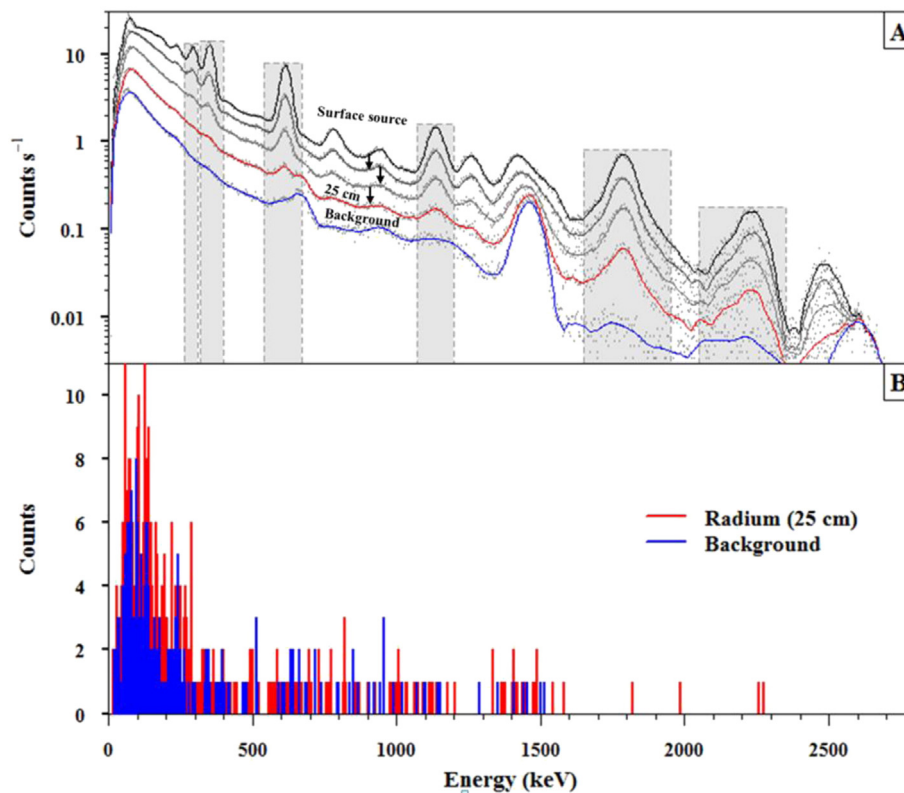 A
10
1
0.1
0.01
Counts s⁻¹
Surface source
25 cm
Background
B
10
8
6
4
2
0
Counts
Radium (25 cm)
Background
0 500 1000 1500 2000 2500
Energy (keV)